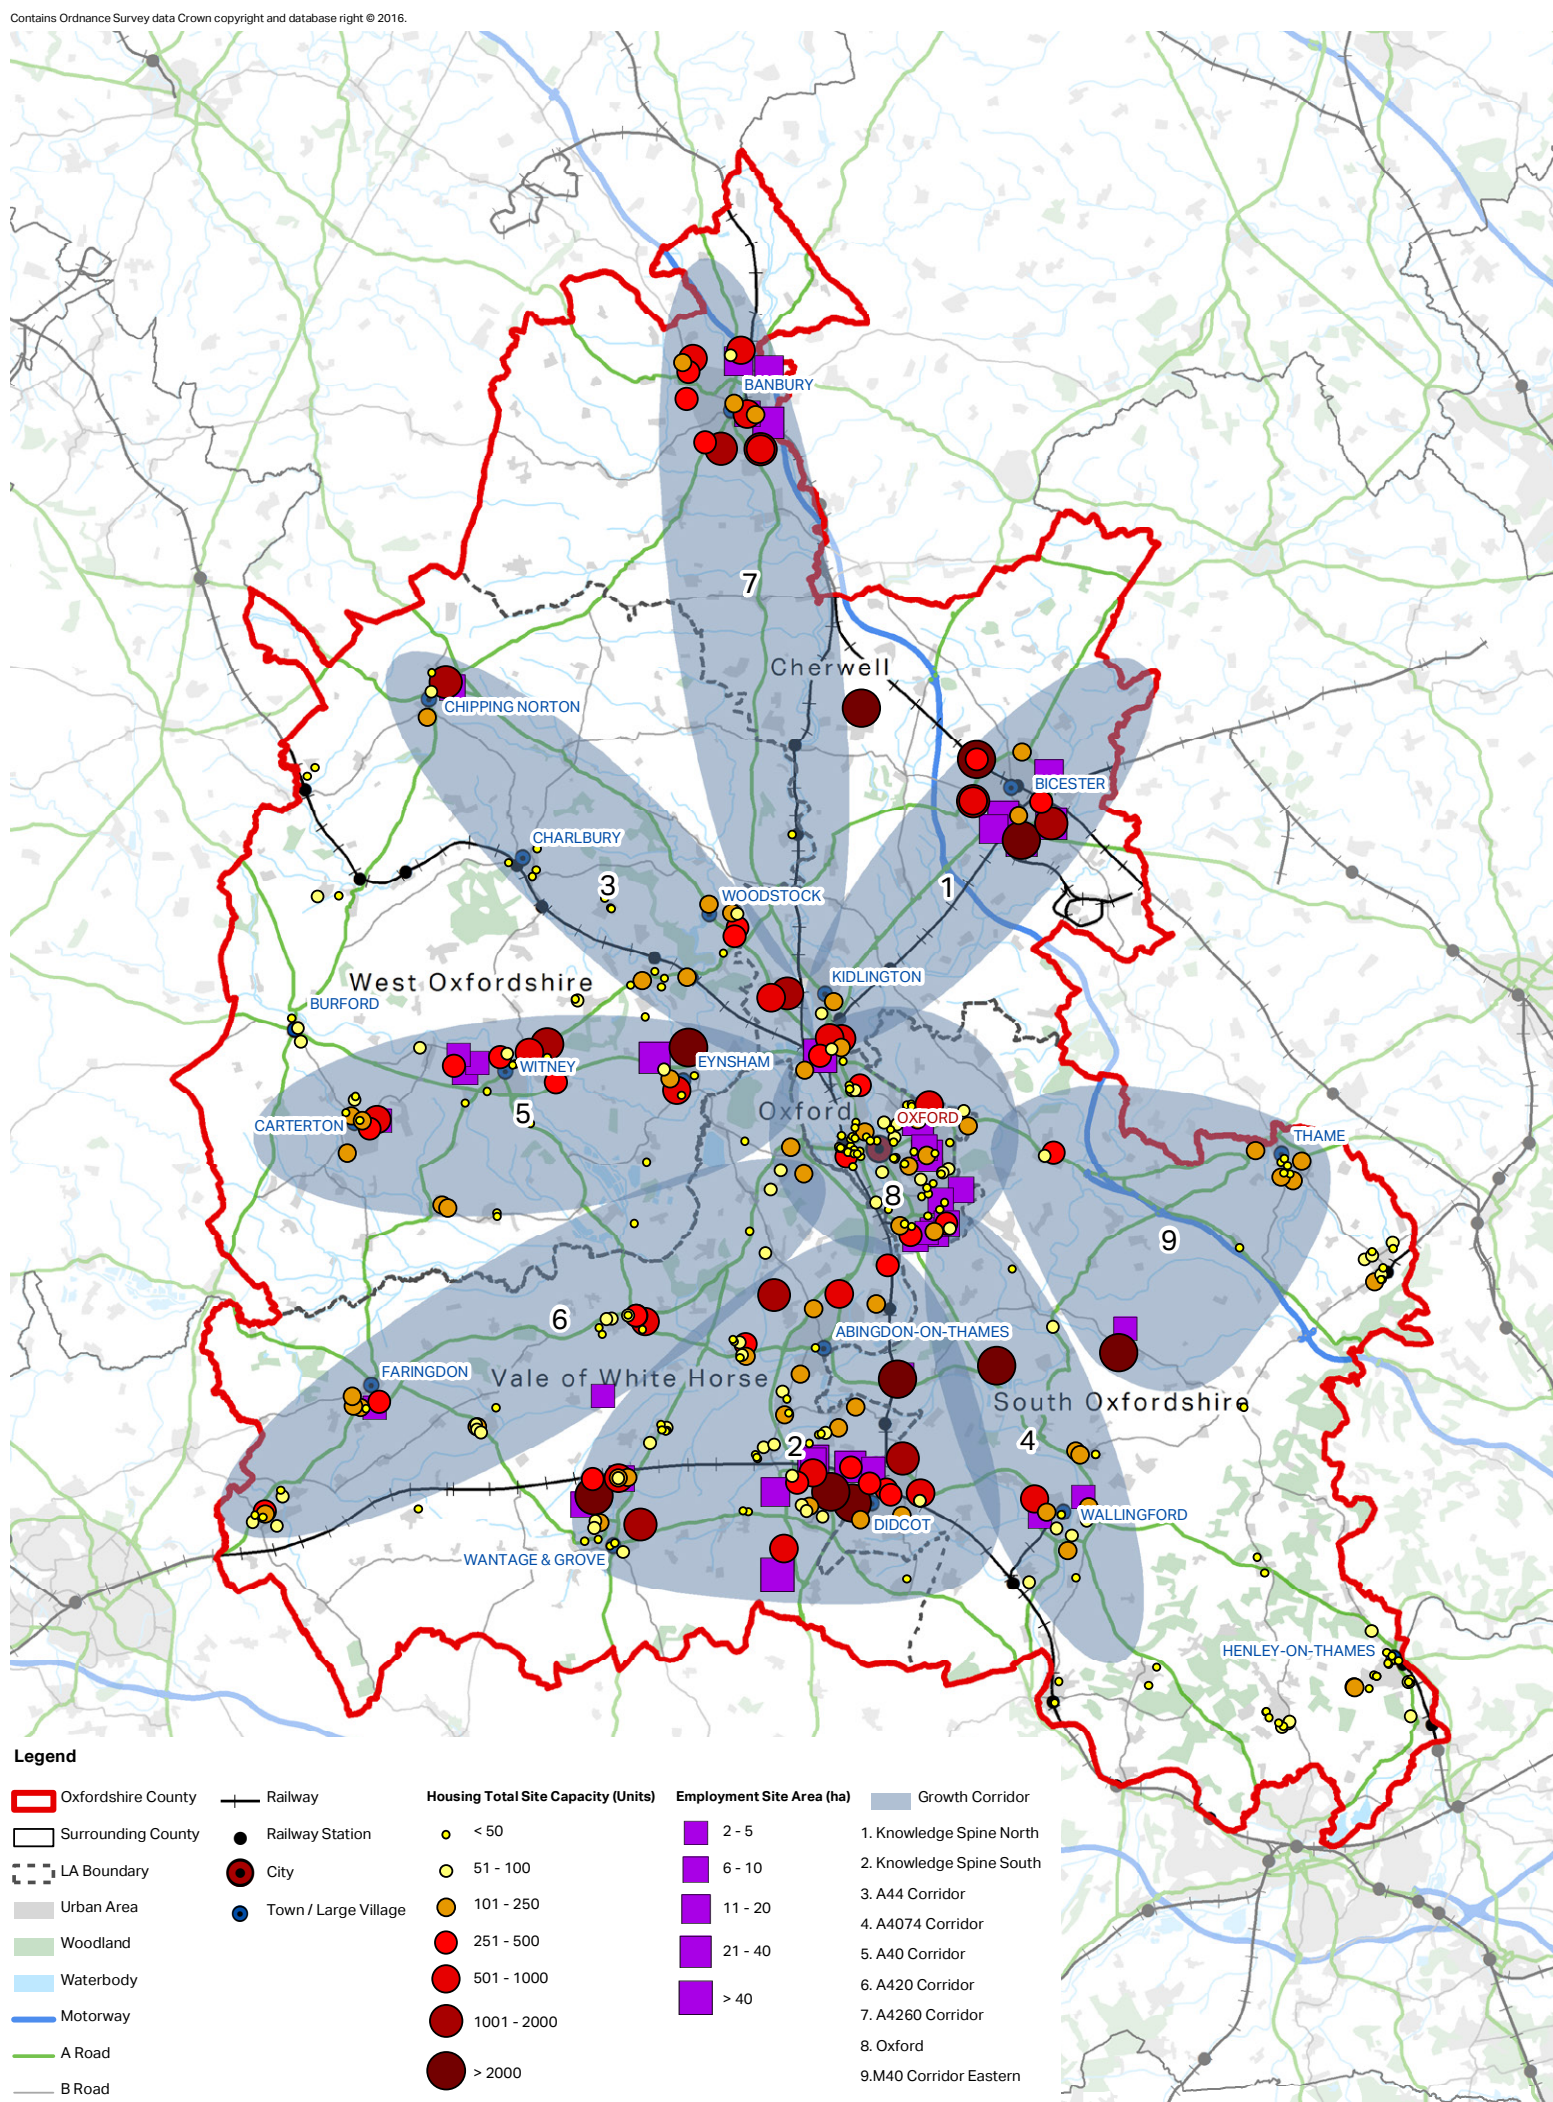 Contains Ordnance Survey data Crown copyright and database right © 2016.
BANBURY
7
Cherwell
CHIPPING NORTON
BICESTER
CHARLBURY
3
1
WOODSTOCK
KIDLINGTON
West Oxfordshire
BURFORD
EYNSHAM
WITNEY
5
Oxford
OXFORD
CARTERTON
THAME
8
9
6
ABINGDON-ON-THAMES
FARINGDON
Vale of White Horse
South Oxfordshire
2
4
WALLINGFORD
DIDCOT
WANTAGE & GROVE
HENLEY-ON-THAMES
Legend
Oxfordshire County
Surrounding County
LA Boundary
Urban Area
Woodland
Waterbody
Motorway
A Road
B Road
Railway
Railway Station
City
Town / Large Village
Housing Total Site Capacity (Units)
< 50
51 - 100
101 - 250
251 - 500
501 - 1000
1001 - 2000
> 2000
Employment Site Area (ha)
2 - 5
6 - 10
11 - 20
21 - 40
> 40
Growth Corridor
1. Knowledge Spine North
2. Knowledge Spine South
3. A44 Corridor
4. A4074 Corridor
5. A40 Corridor
6. A420 Corridor
7. A4260 Corridor
8. Oxford
9.M40 Corridor Eastern